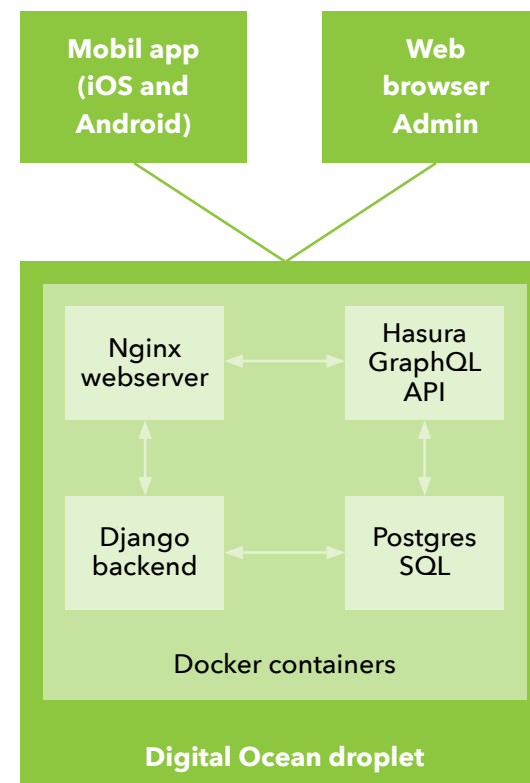 Mobil app
(iOS and
Android)
Web
browser
Admin
Nginx
webserver
Hasura
GraphQL
API
Django
backend
Postgres
SQL
Docker containers
Digital Ocean droplet